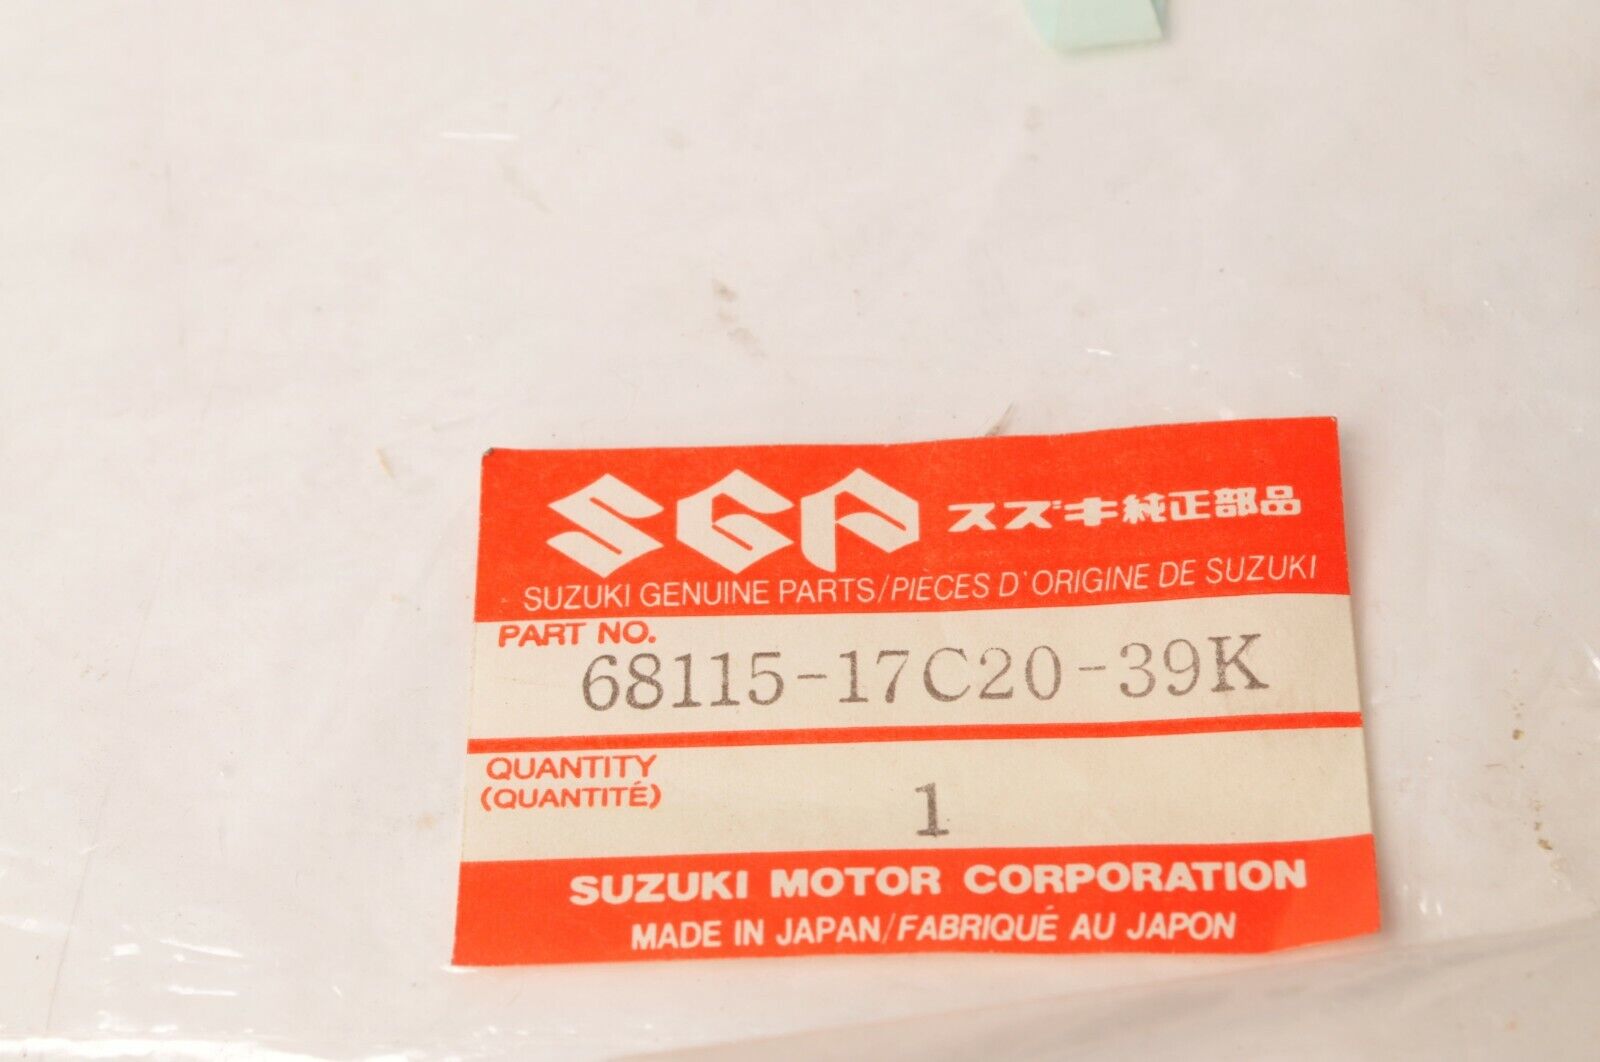 SGP スズキ純正部品
SUZUKI GENUINE PARTS/PIÈCES D'ORIGINE DE SUZUKI
PART NO.
68115-17C20-39K
QUANTITY
(QUANTITÉ)
1
SUZUKI MOTOR CORPORATION
MADE IN JAPAN/FABRIQUÉ AU JAPON